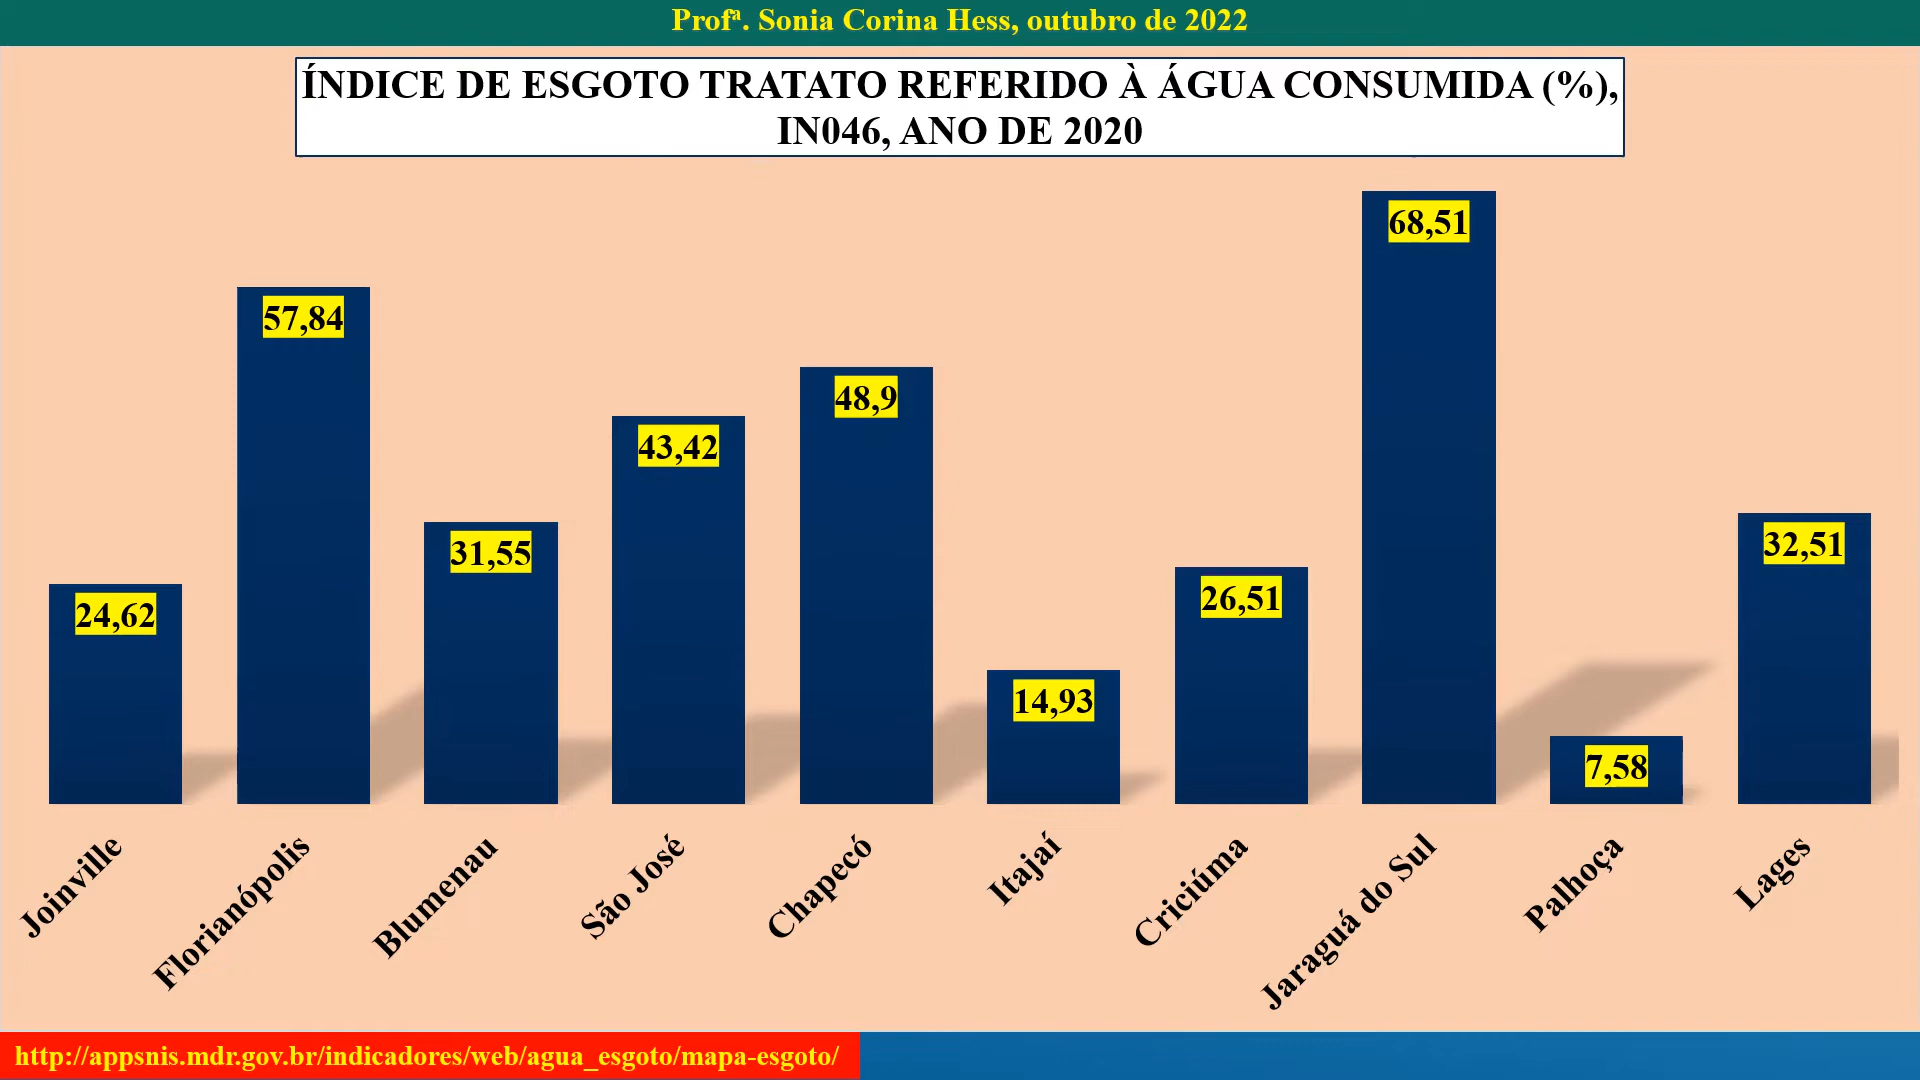 Profª. Sonia Corina Hess, outubro de 2022
ÍNDICE DE ESGOTO TRATATO REFERIDO À ÁGUA CONSUMIDA (%),
IN046, ANO DE 2020
24,62
57,84
31,55
43,42
48,9
14,93
26,51
68,51
7,58
32,51
Joinville
Florianópolis
Blumenau
São José
Chapecó
Itajaí
Criciúma
Jaraguá do Sul
Palhoça
Lages
http://appsnis.mdr.gov.br/indicadores/web/agua_esgoto/mapa-esgoto/